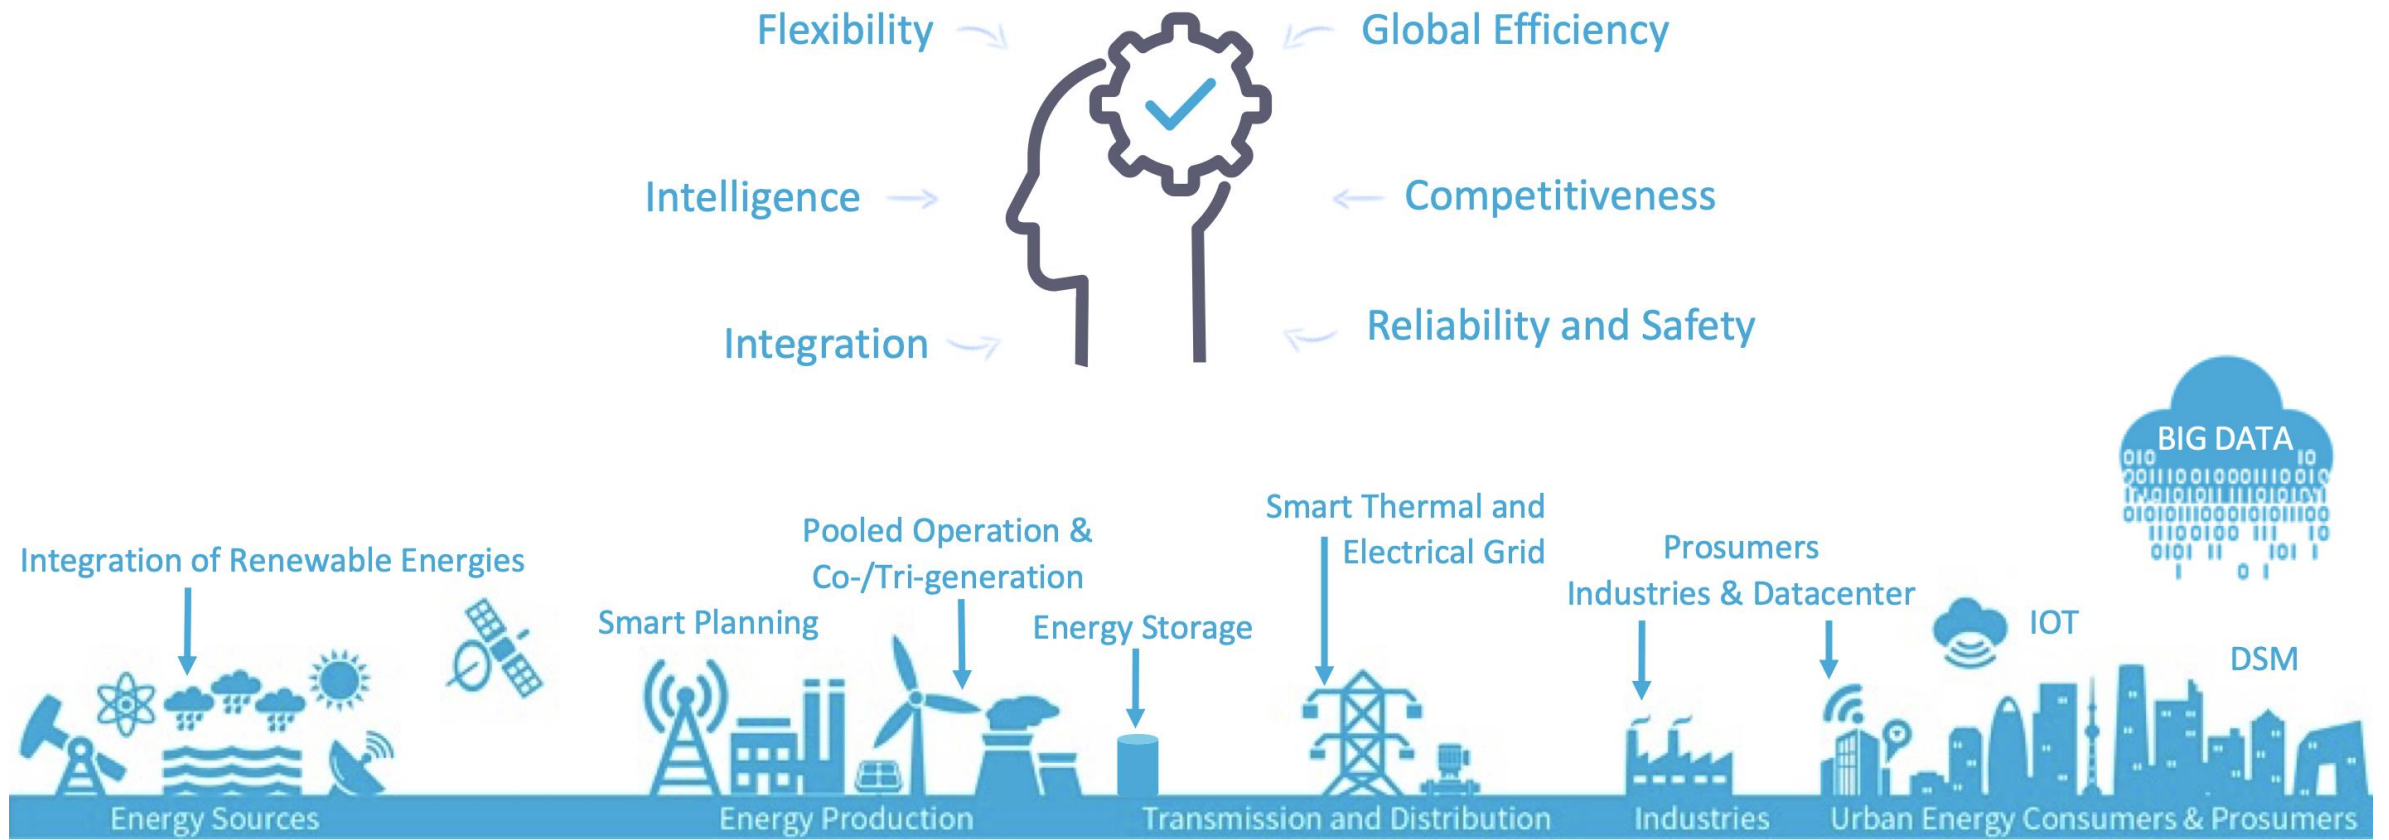 Flexibility
Global Efficiency
Intelligence
Competitiveness
Integration
Reliability and Safety
BIG DATA
Integration of Renewable Energies
Smart Planning
Pooled Operation &
Co-/Tri-generation
Energy Storage
Smart Thermal and
Electrical Grid
Prosumers
Industries & Datacenter
IOT
DSM
Energy Sources
Energy Production
Transmission and Distribution
Industries
Urban Energy Consumers & Prosumers